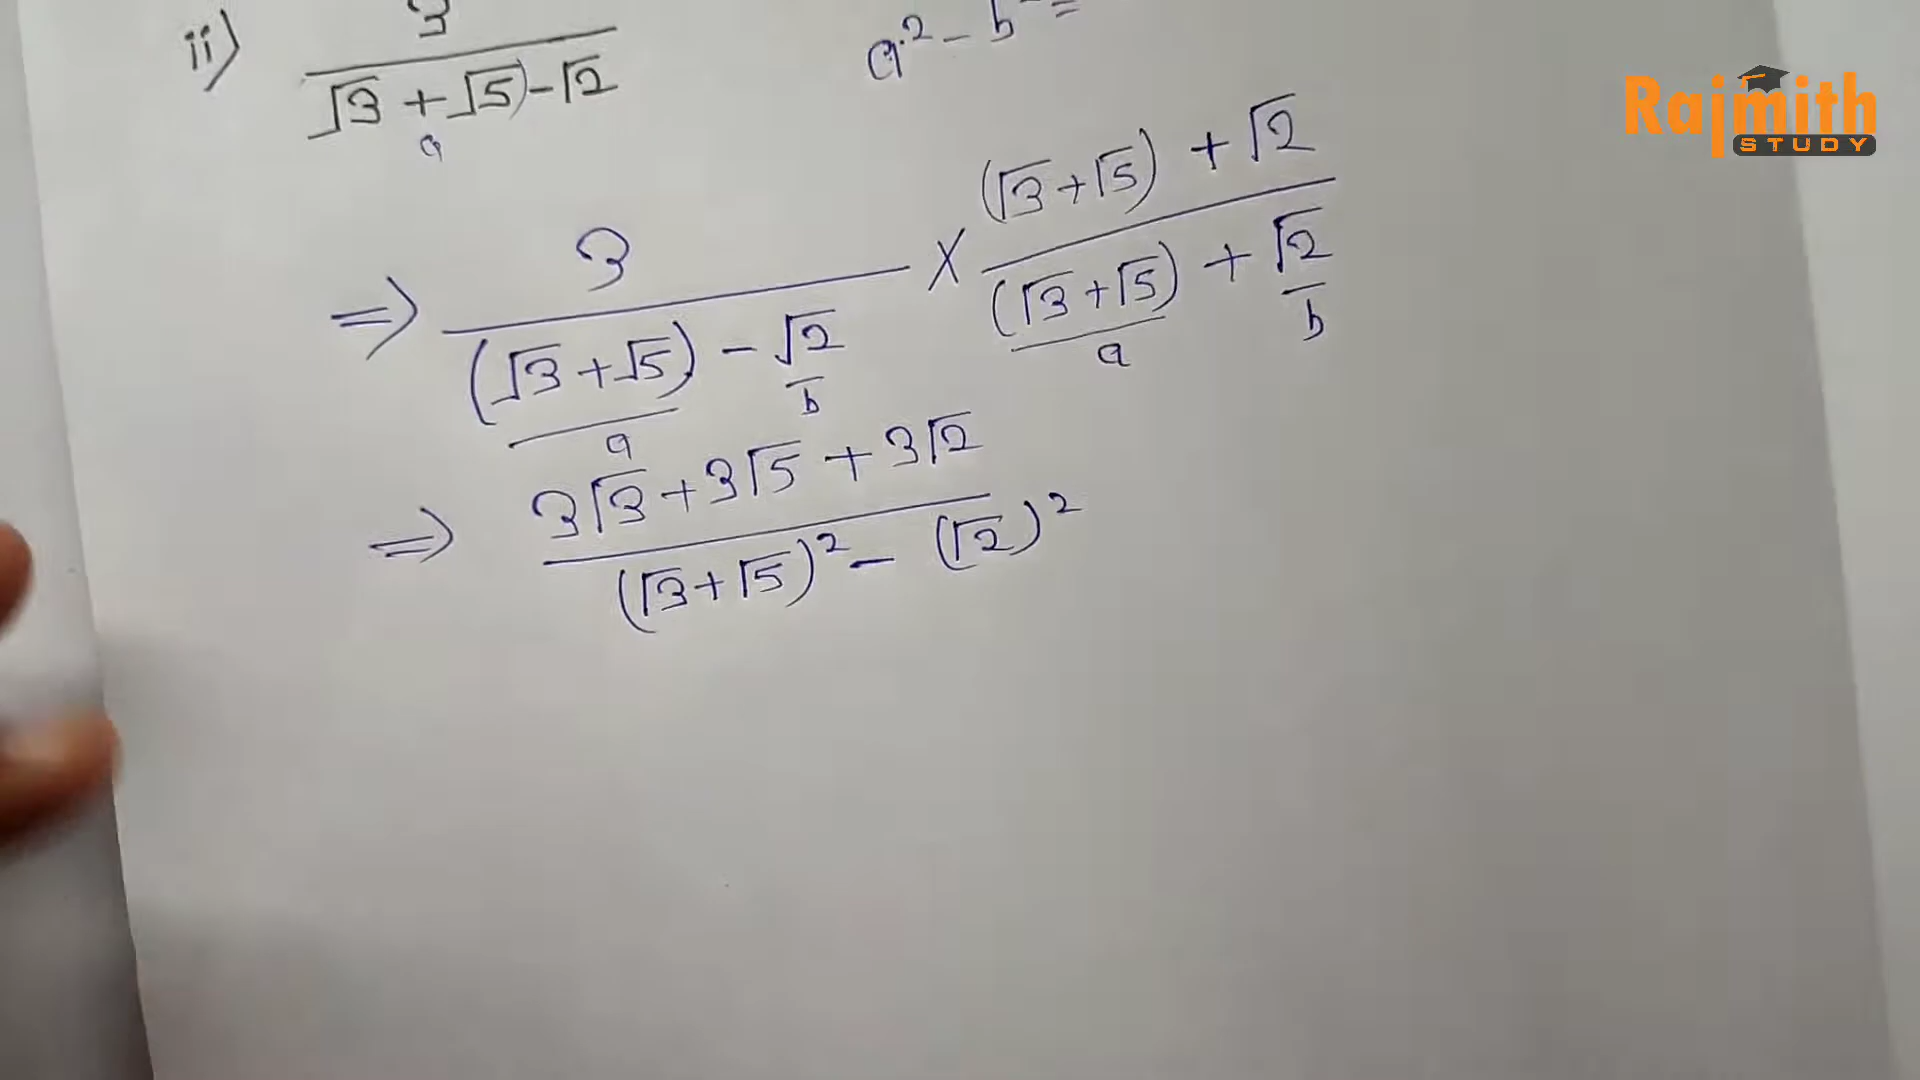 ii) 3 / (√3 + √5) - √2
a
a² - b =
⇒ 3 / ((√3 + √5) - √2) × ((√3 + √5) + √2) / ((√3 + √5) + √2)
a b a b
⇒ (3√3 + 3√5 + 3√2) / ((√3 + √5)² - (√2)²)
Rajmith
STUDY